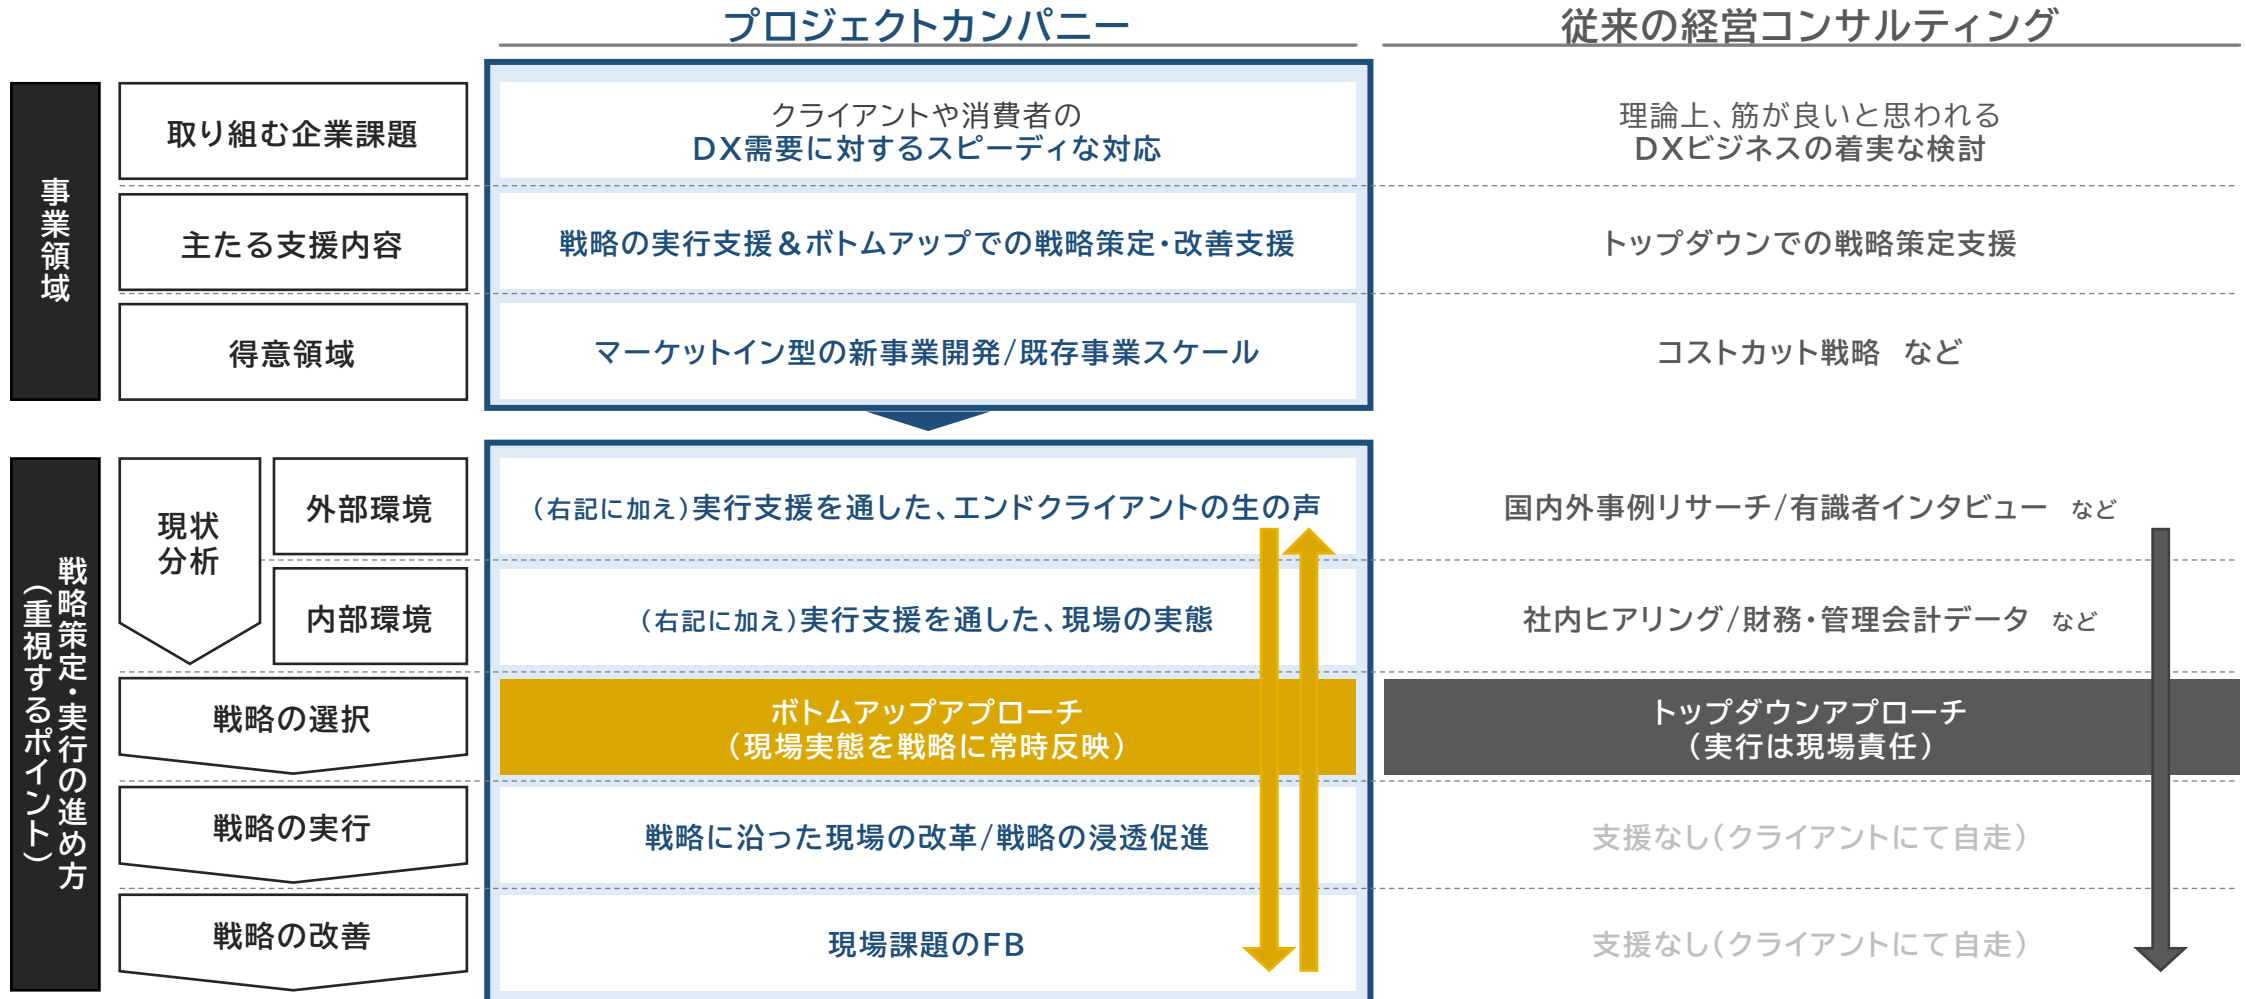 プロジェクトカンパニー
従来の経営コンサルティング
事業領域
取り組む企業課題
クライアントや消費者の
DX需要に対するスピーディな対応
理論上、筋が良いと思われる
DXビジネスの着実な検討
主たる支援内容
戦略の実行支援＆ボトムアップでの戦略策定・改善支援
トップダウンでの戦略策定支援
得意領域
マーケットイン型の新事業開発/既存事業スケール
コストカット戦略　など
戦略策定・実行の進め方
（重視するポイント）
現状
分析
外部環境
（右記に加え）実行支援を通した、エンドクライアントの生の声
国内外事例リサーチ/有識者インタビュー　など
内部環境
（右記に加え）実行支援を通した、現場の実態
社内ヒアリング/財務・管理会計データ　など
戦略の選択
ボトムアップアプローチ
（現場実態を戦略に常時反映）
トップダウンアプローチ
（実行は現場責任）
戦略の実行
戦略に沿った現場の改革/戦略の浸透促進
支援なし（クライアントにて自走）
戦略の改善
現場課題のFB
支援なし（クライアントにて自走）